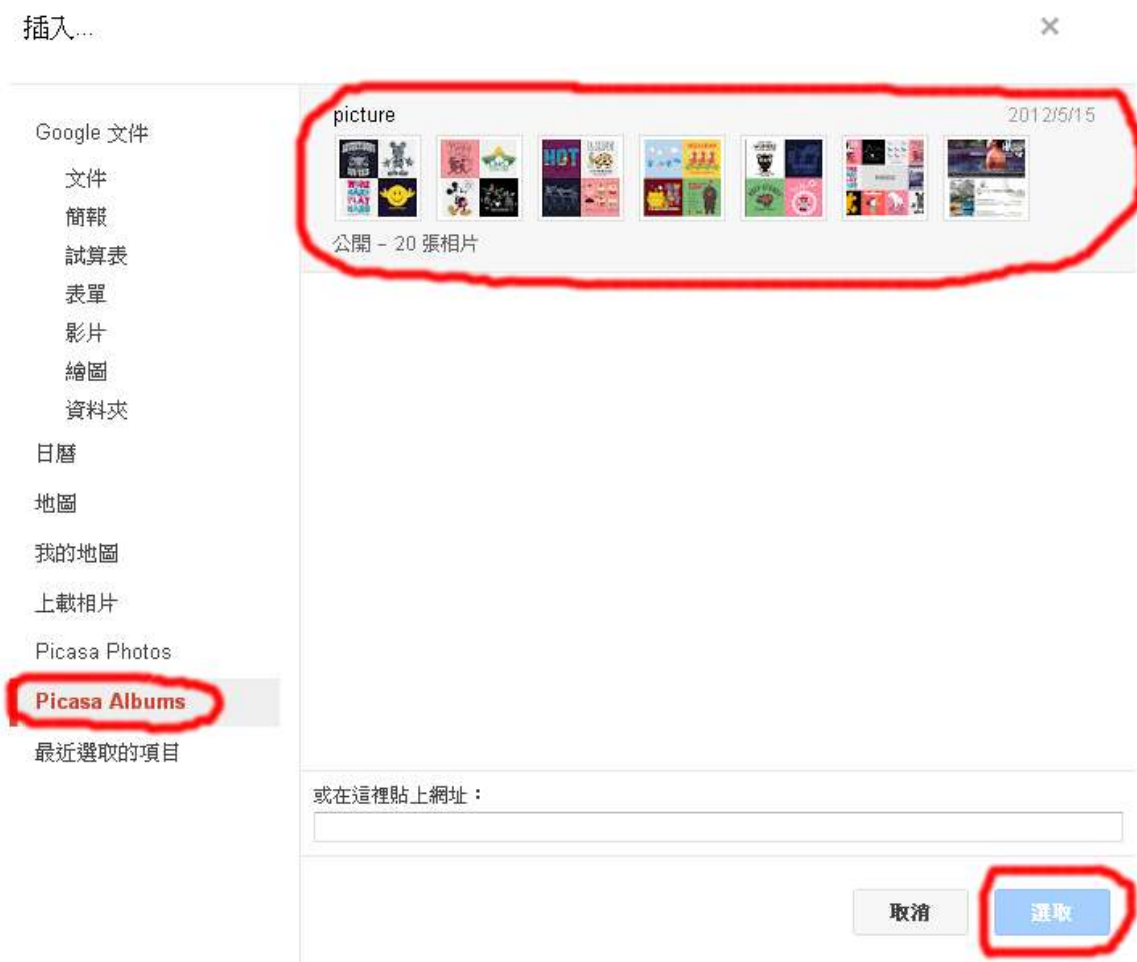 插入...
×
Google 文件
文件
簡報
試算表
表單
影片
繪圖
資料夾
日曆
地圖
我的地圖
上載相片
Picasa Photos
Picasa Albums
最近選取的項目
picture
2012/5/15
HOT
公開 – 20 張相片
或在這裡貼上網址：
取消
選取